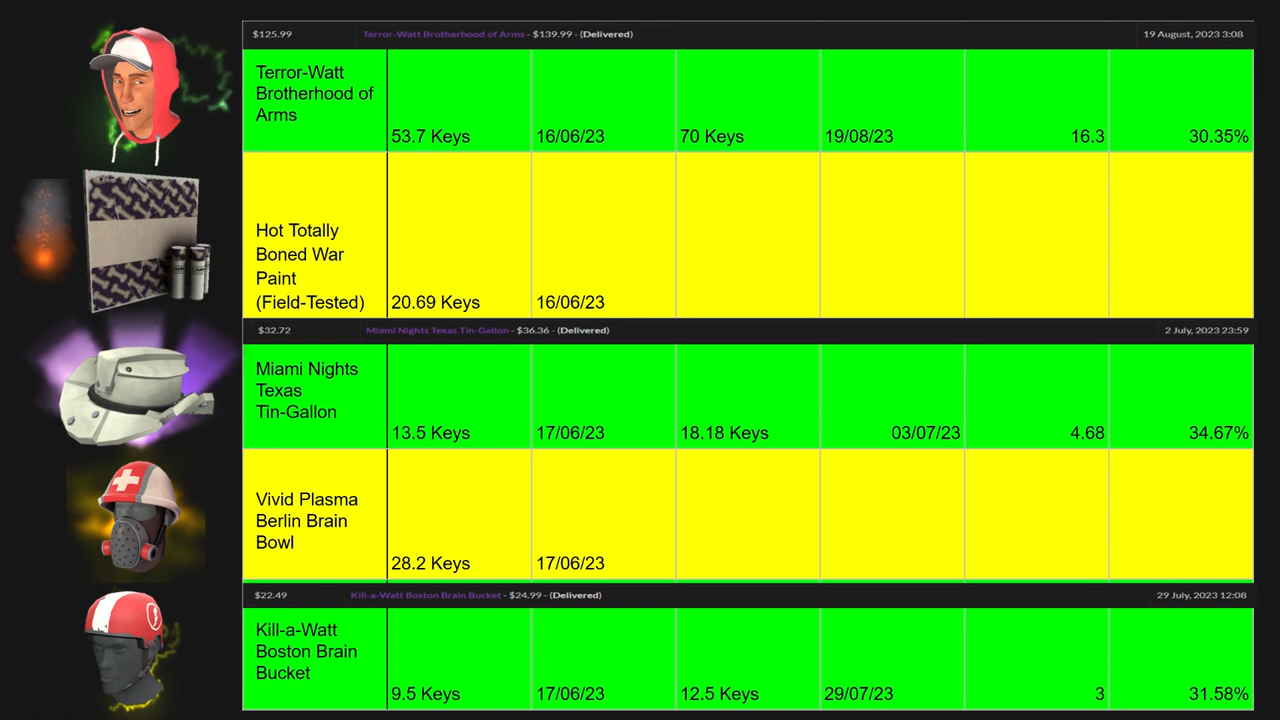 $125.99 Terror-Watt Brotherhood of Arms - $139.99 - (Delivered) 19 August, 2023 3:08
Terror-Watt
Brotherhood of
Arms
53.7 Keys 16/06/23 70 Keys 19/08/23 16.3 30.35%
Hot Totally
Boned War
Paint
(Field-Tested)
20.69 Keys 16/06/23
$32.72 Miami Nights Texas Tin-Gallon - $36.36 - (Delivered) 2 July, 2023 23:59
Miami Nights
Texas
Tin-Gallon
13.5 Keys 17/06/23 18.18 Keys 03/07/23 4.68 34.67%
Vivid Plasma
Berlin Brain
Bowl
28.2 Keys 17/06/23
$22.49 Kill-a-Watt Boston Brain Bucket - $24.99 - (Delivered) 29 July, 2023 12:08
Kill-a-Watt
Boston Brain
Bucket
9.5 Keys 17/06/23 12.5 Keys 29/07/23 3 31.58%